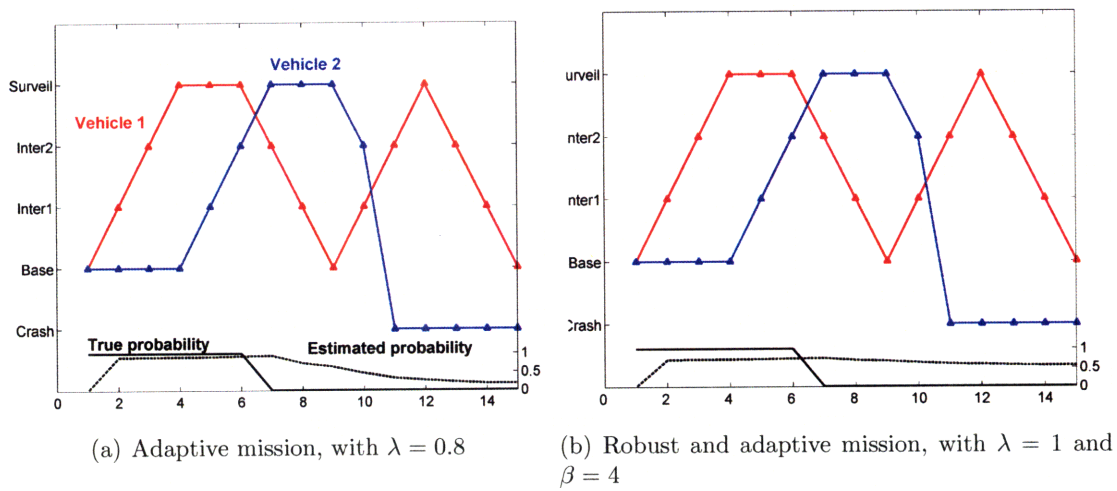 Vehicle 2
Surveil
Vehicle 1
Inter2
Inter1
Base
Crash
True probability
Estimated probability
1
0.5
0
0 2 4 6 8 10 12 14
(a) Adaptive mission, with λ = 0.8
urveil
nter2
nter1
Base
Crash
1
0.5
0
0 2 4 6 8 10 12 14
(b) Robust and adaptive mission, with λ = 1 and
β = 4